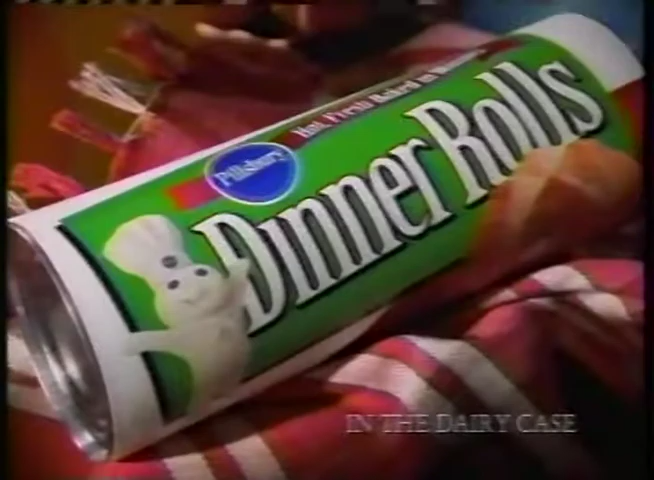 Hot, Fresh Baked in Minutes
Pillsbury
Dinner Rolls
IN THE DAIRY CASE